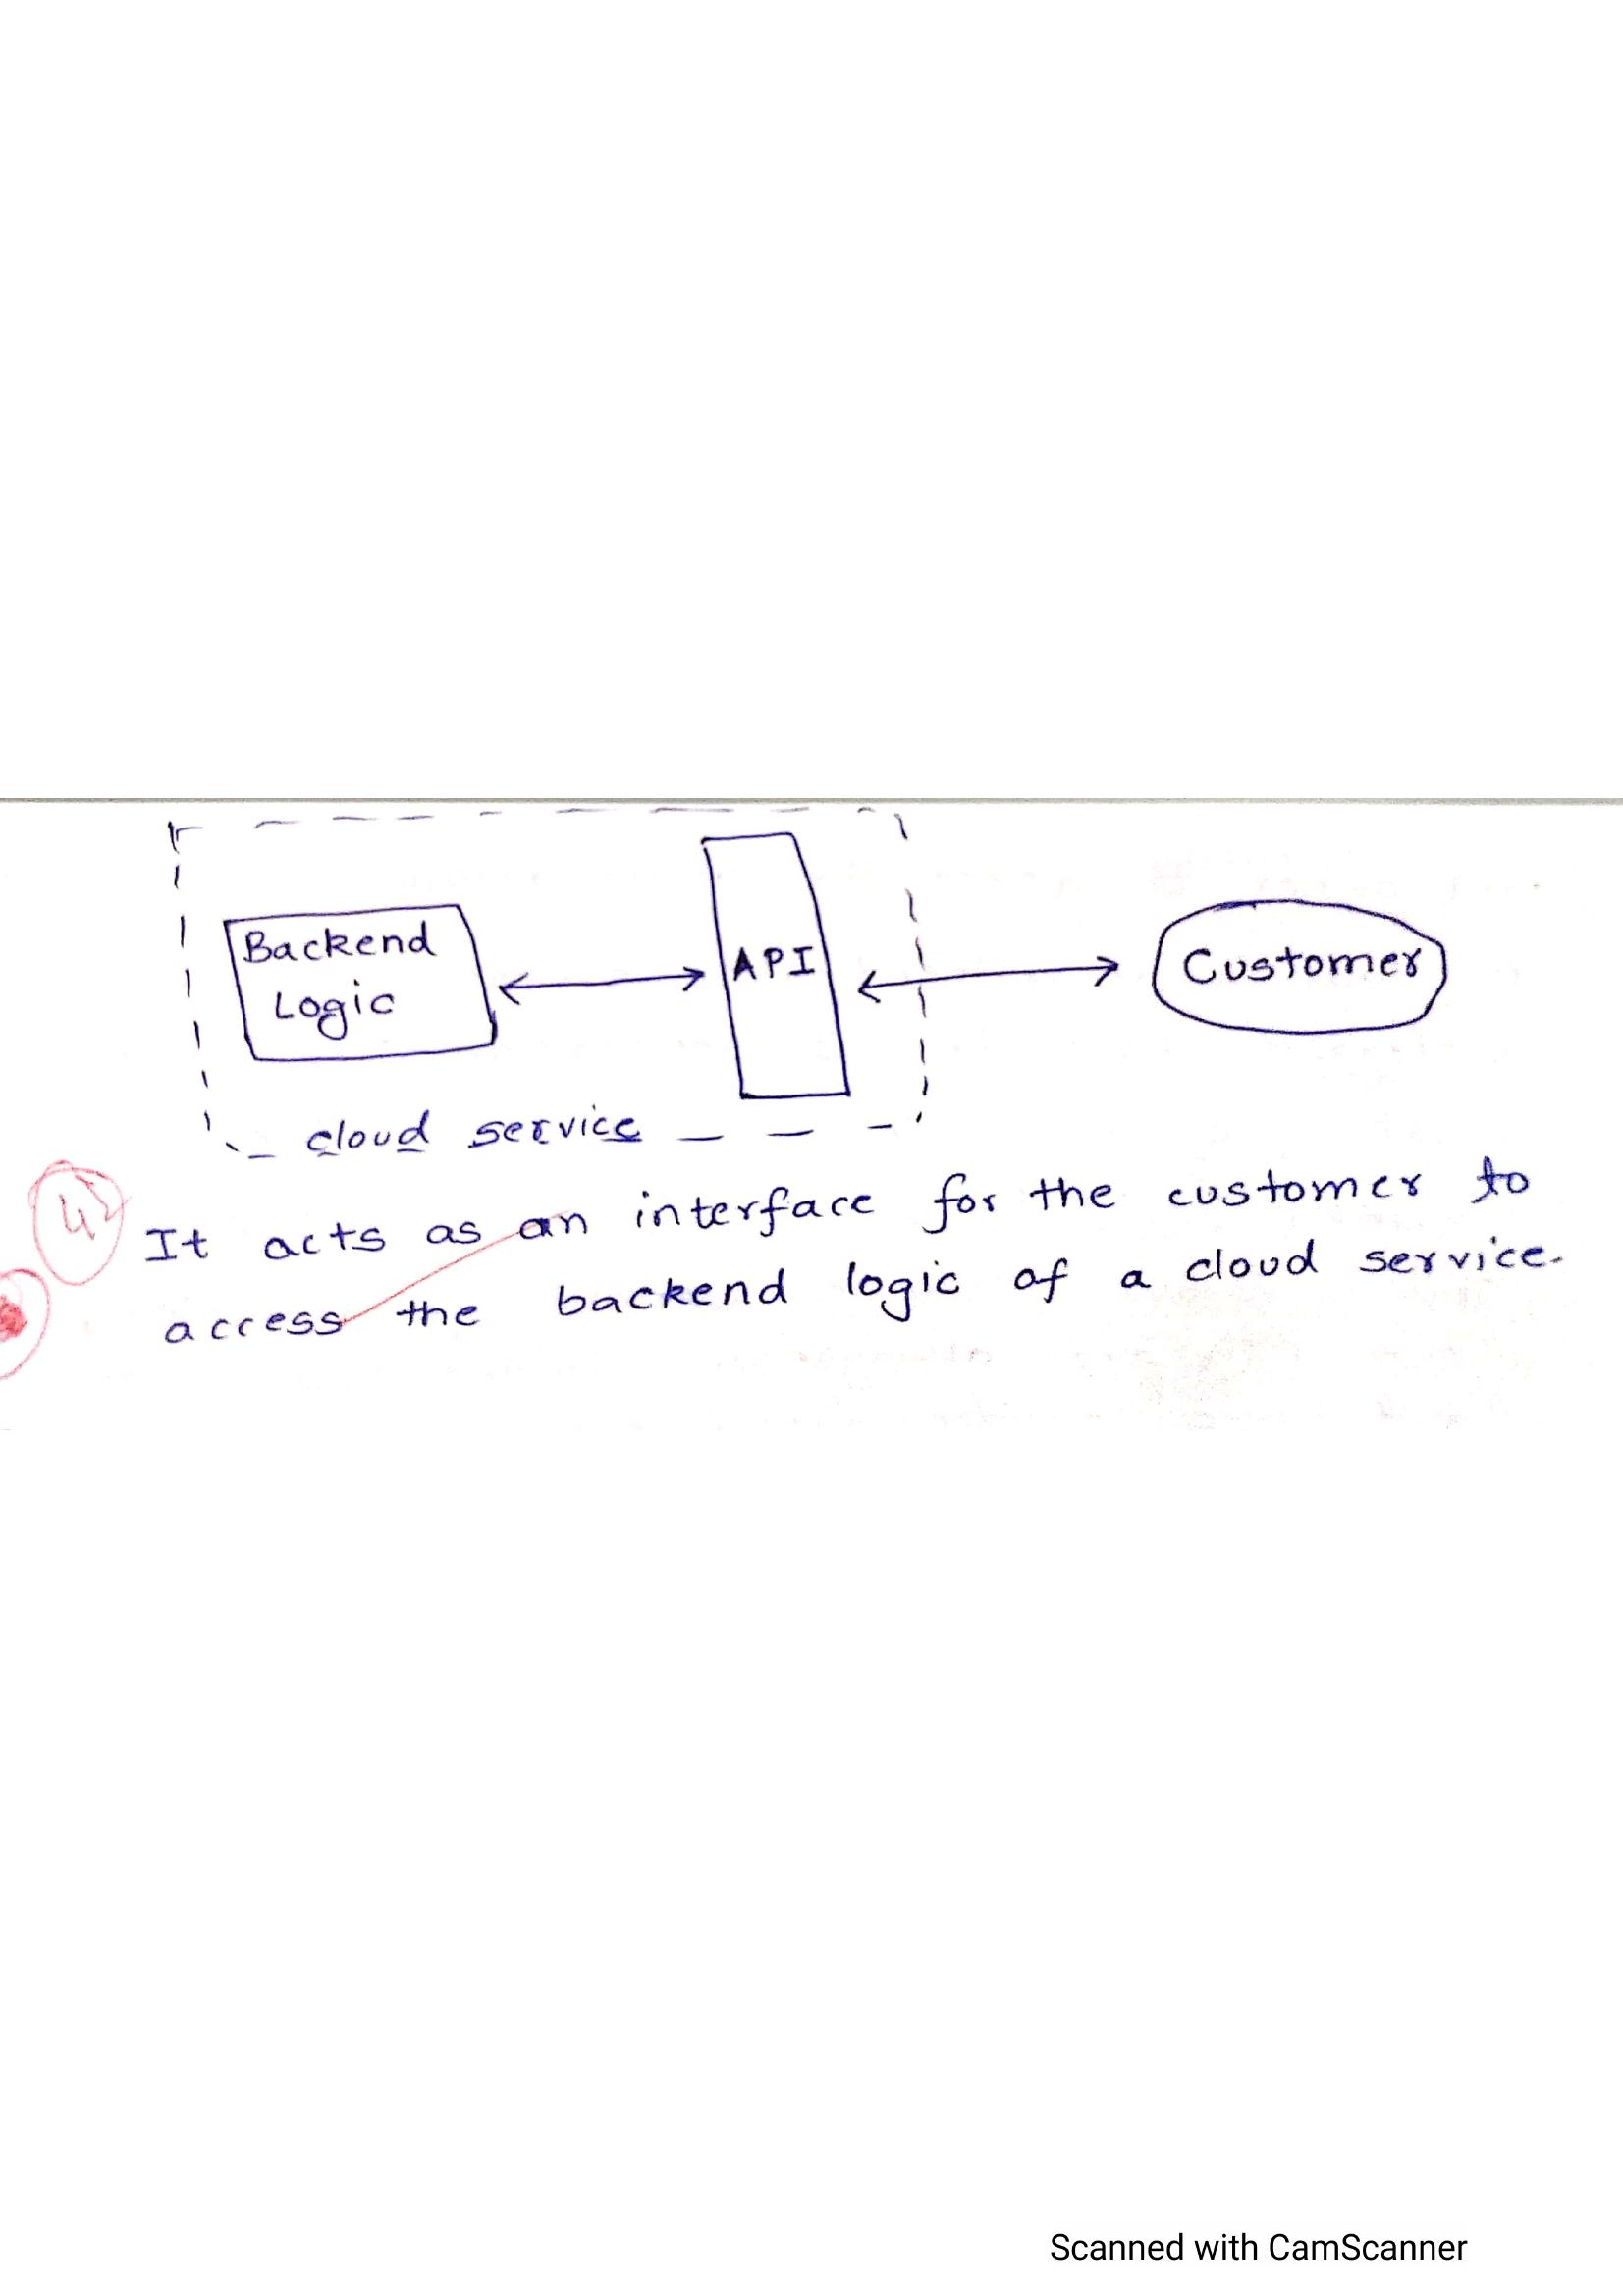 Backend
Logic
API
Customer
cloud service
It acts as an interface for the customer to
access the backend logic of a cloud service.
Scanned with CamScanner